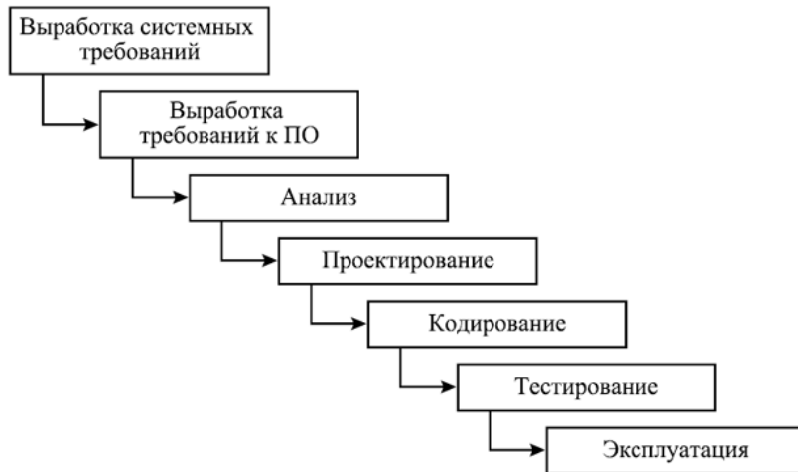 Выработка системных
требований
Выработка
требований к ПО
Анализ
Проектирование
Кодирование
Тестирование
Эксплуатация